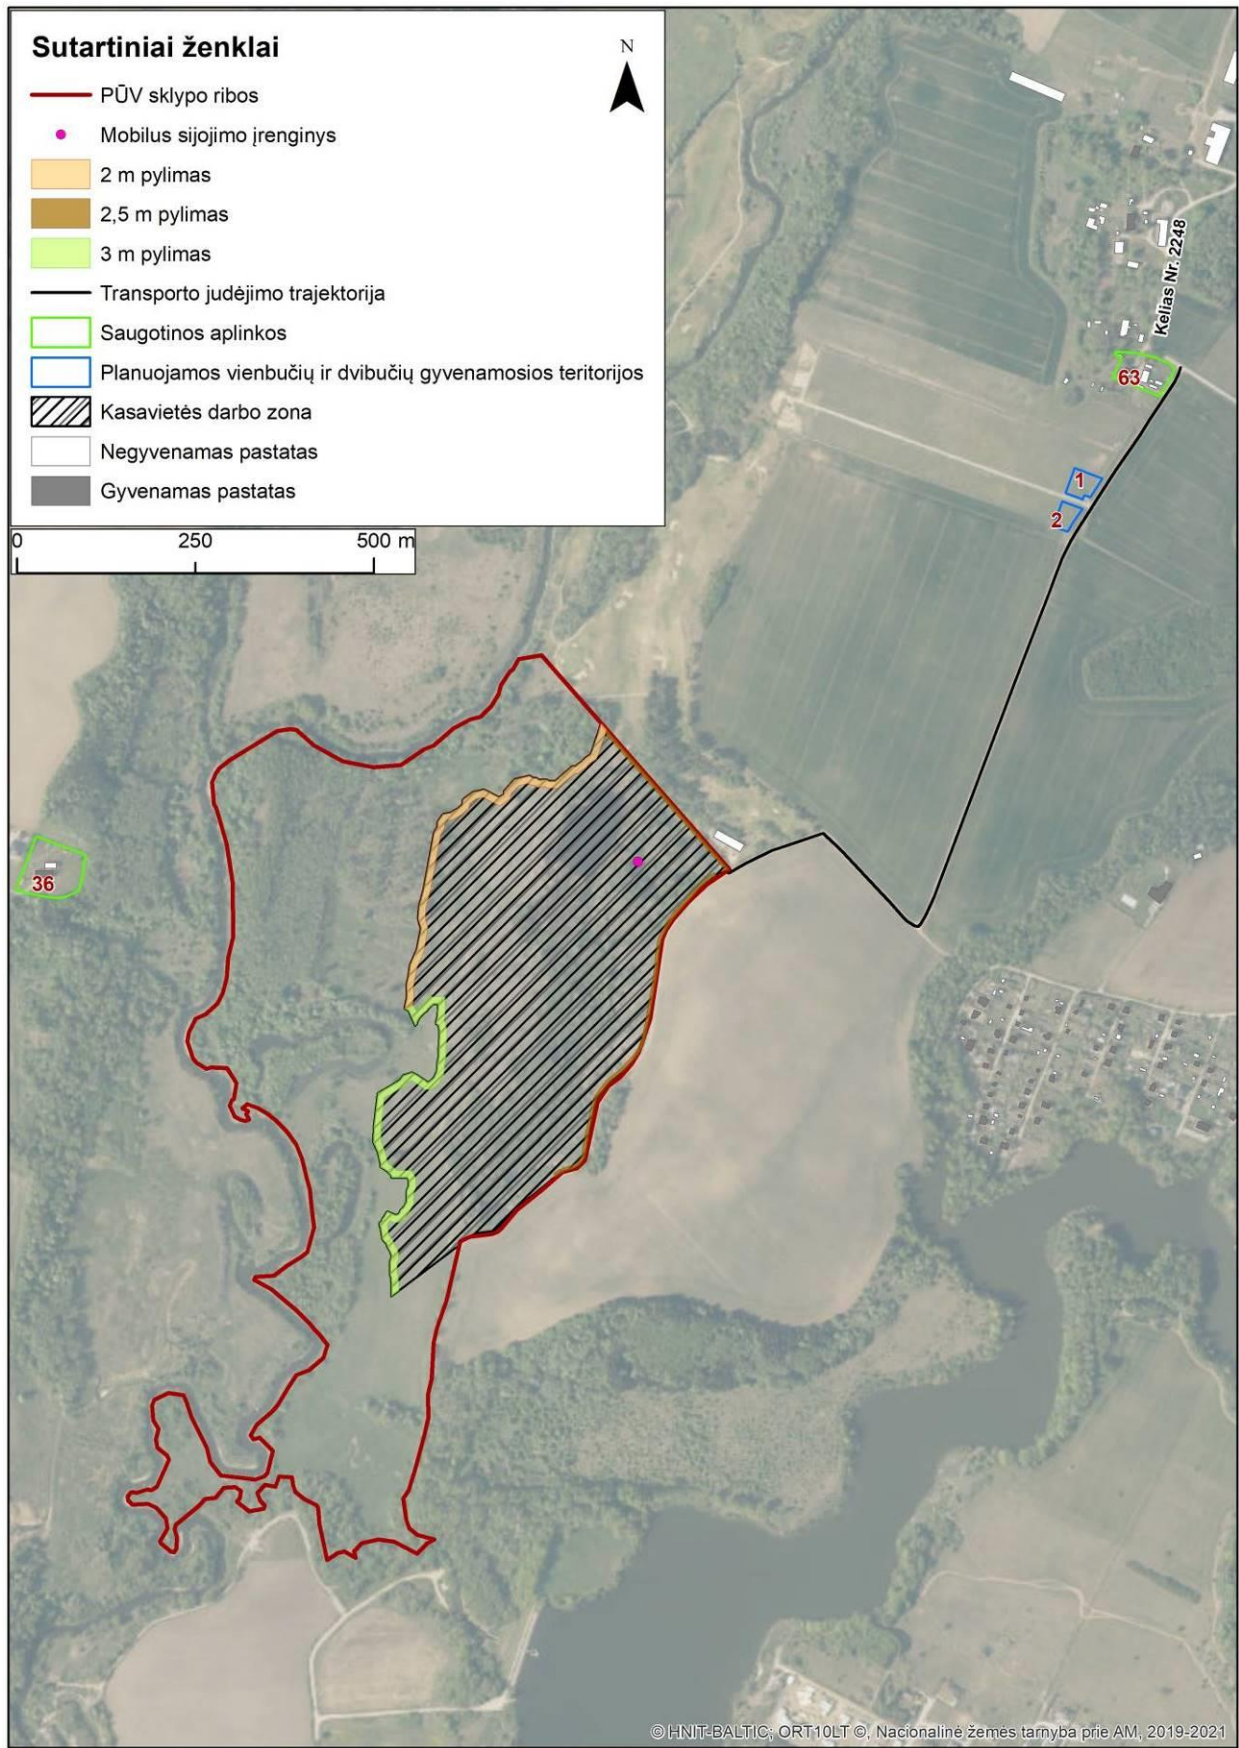 Sutartiniai ženklai
N
PŪV sklypo ribos
Mobilus sijojimo įrenginys
2 m pylimas
2,5 m pylimas
3 m pylimas
Transporto judėjimo trajektorija
Saugotinos aplinkos
Planuojamos vienbučių ir dvibučių gyvenamosios teritorijos
Kasavietės darbo zona
Negyvenamas pastatas
Gyvenamas pastatas
0 250 500 m
Kelias Nr. 2248
63
1
2
36
© HNIT-BALTIC; ORT10LT ©, Nacionalinė žemės tarnyba prie AM, 2019-2021